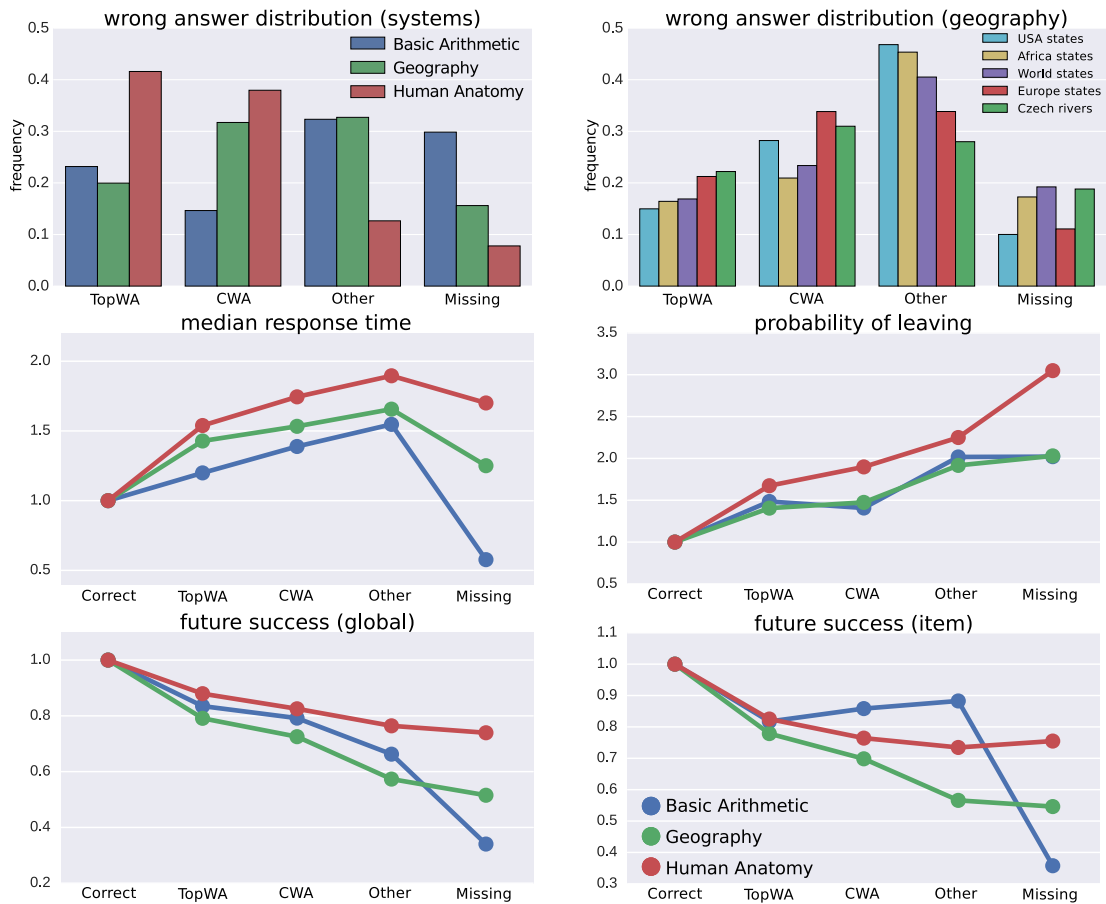 wrong answer distribution (systems)
0.5
0.4
0.3
0.2
0.1
0.0
frequency
Basic Arithmetic
Geography
Human Anatomy
TopWA CWA Other Missing
wrong answer distribution (geography)
0.5
0.4
0.3
0.2
0.1
0.0
frequency
USA states
Africa states
World states
Europe states
Czech rivers
TopWA CWA Other Missing
median response time
2.0
1.5
1.0
0.5
Correct TopWA CWA Other Missing
probability of leaving
3.5
3.0
2.5
2.0
1.5
1.0
0.5
Correct TopWA CWA Other Missing
future success (global)
1.0
0.8
0.6
0.4
0.2
Correct TopWA CWA Other Missing
future success (item)
1.1
1.0
0.9
0.8
0.7
0.6
0.5
0.4
0.3
Basic Arithmetic
Geography
Human Anatomy
Correct TopWA CWA Other Missing